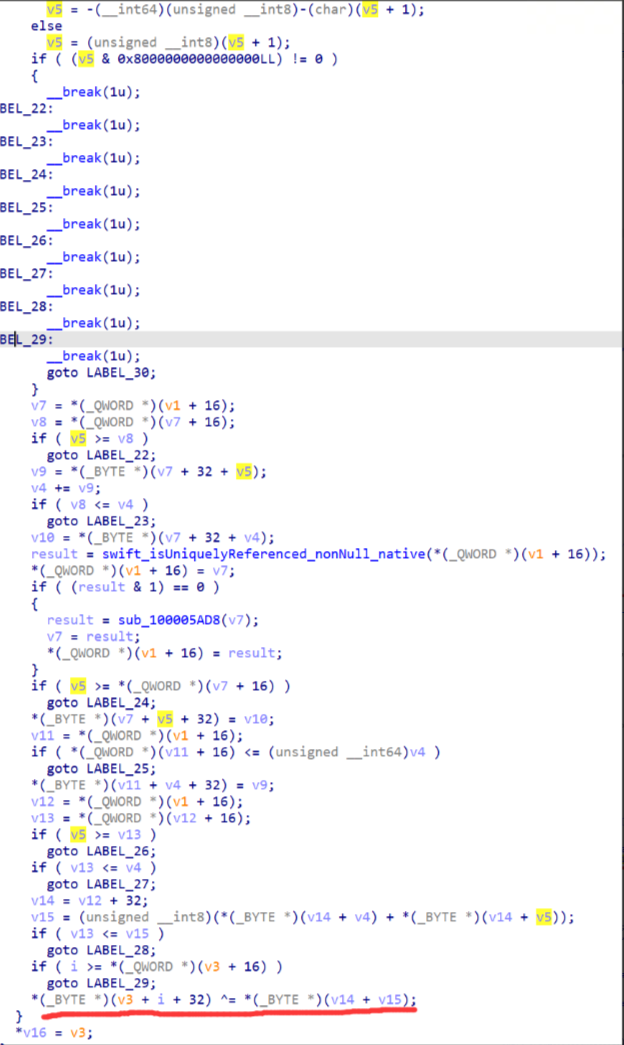 v5 = -(__int64)(unsigned __int8)-(char)(v5 + 1);
else
v5 = (unsigned __int8)(v5 + 1);
if ( (v5 & 0x8000000000000000LL) != 0 )
{
__break(1u);
BEL_22:
__break(1u);
BEL_23:
__break(1u);
BEL_24:
__break(1u);
BEL_25:
__break(1u);
BEL_26:
__break(1u);
BEL_27:
__break(1u);
BEL_28:
__break(1u);
BEL_29:
__break(1u);
goto LABEL_30;
}
v7 = *(_QWORD *)(v1 + 16);
v8 = *(_QWORD *)(v7 + 16);
if ( v5 >= v8 )
goto LABEL_22;
v9 = *(_BYTE *)(v7 + 32 + v5);
v4 += v9;
if ( v8 <= v4 )
goto LABEL_23;
v10 = *(_BYTE *)(v7 + 32 + v4);
result = swift_isUniquelyReferenced_nonNull_native(*(_QWORD *)(v1 + 16));
*(_QWORD *)(v1 + 16) = v7;
if ( (result & 1) == 0 )
{
result = sub_100005AD8(v7);
v7 = result;
*(_QWORD *)(v1 + 16) = result;
}
if ( v5 >= *(_QWORD *)(v7 + 16) )
goto LABEL_24;
*(_BYTE *)(v7 + v5 + 32) = v10;
v11 = *(_QWORD *)(v1 + 16);
if ( *(_QWORD *)(v11 + 16) <= (unsigned __int64)v4 )
goto LABEL_25;
*(_BYTE *)(v11 + v4 + 32) = v9;
v12 = *(_QWORD *)(v1 + 16);
v13 = *(_QWORD *)(v12 + 16);
if ( v5 >= v13 )
goto LABEL_26;
if ( v13 <= v4 )
goto LABEL_27;
v14 = v12 + 32;
v15 = (unsigned __int8)(*(_BYTE *)(v14 + v4) + *(_BYTE *)(v14 + v5));
if ( v13 <= v15 )
goto LABEL_28;
if ( i >= *(_QWORD *)(v3 + 16) )
goto LABEL_29;
*(_BYTE *)(v3 + i + 32) ^= *(_BYTE *)(v14 + v15);
}
*v16 = v3;